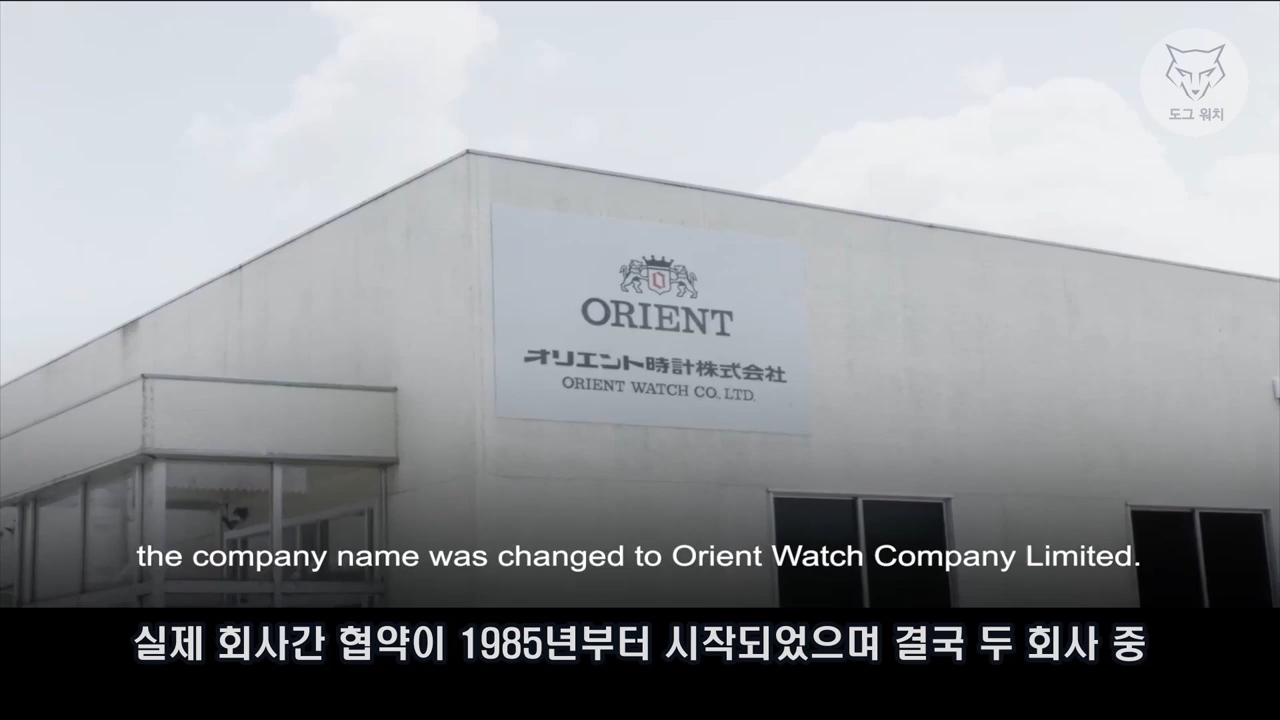 도그 워치
ORIENT
オリエント時計株式会社
ORIENT WATCH CO., LTD.
the company name was changed to Orient Watch Company Limited.
실제 회사간 협약이 1985년부터 시작되었으며 결국 두 회사 중